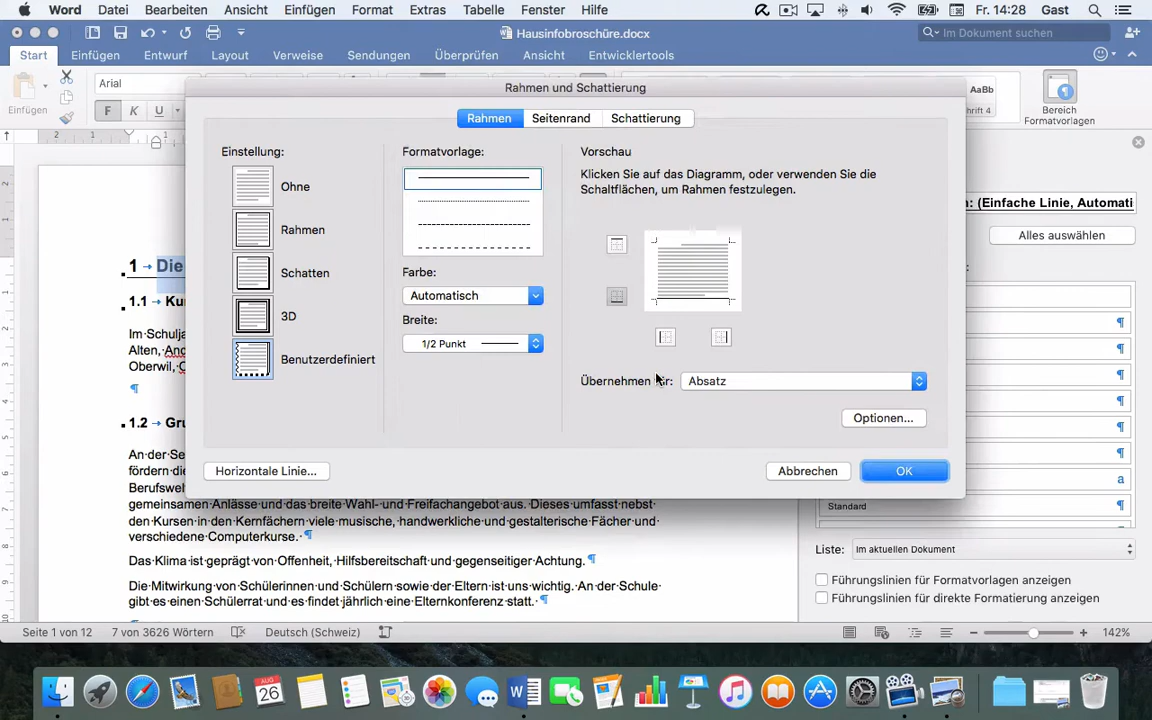 Word Datei Bearbeiten Ansicht Einfügen Format Extras Tabelle Fenster Hilfe Fr. 14:28 Gast
Hausinfobroschüre.docx
Im Dokument suchen
Start Einfügen Entwurf Layout Verweise Sendungen Überprüfen Ansicht Entwicklertools
Einfügen
Arial
F K U
AaBb
hrift 4
Bereich
Formatvorlagen
Rahmen und Schattierung
Rahmen Seitenrand Schattierung
Einstellung:
Ohne
Rahmen
Schatten
3D
Benutzerdefiniert
Formatvorlage:
Farbe:
Automatisch
Breite:
1/2 Punkt
Vorschau
Klicken Sie auf das Diagramm, oder verwenden Sie die
Schaltflächen, um Rahmen festzulegen.
Übernehmen für:
Absatz
Optionen...
Horizontale Linie...
Abbrechen
OK
n: (Einfache Linie, Automati
Alles auswählen
Standard
Liste: Im aktuellen Dokument
Führungslinien für Formatvorlagen anzeigen
Führungslinien für direkte Formatierung anzeigen
1 → Die
1.1 → Ku
Im·Schulja
Alten,·And
Oberwil,·C
¶
1.2 → Gru
An·der·Se
fördern·die
Berufswel
gemeinsamen·Anlässe·und·das·breite·Wahl-·und·Freifachangebot·aus.·Dieses·umfasst·nebst·
den·Kursen·in·den·Kernfächern·viele·musische,·handwerkliche·und·gestalterische·Fächer·und·
verschiedene·Computerkurse.·¶
Das·Klima·ist·geprägt·von·Offenheit,·Hilfsbereitschaft·und·gegenseitiger·Achtung.·¶
Die·Mitwirkung·von·Schülerinnen·und·Schülern·sowie·der·Eltern·ist·uns·wichtig.·An·der·Schule·
gibt·es·einen·Schülerrat·und·es·findet·jährlich·eine·Elternkonferenz·statt.·¶
Seite 1 von 12 7 von 3626 Wörtern Deutsch (Schweiz) 142%
AUG
26